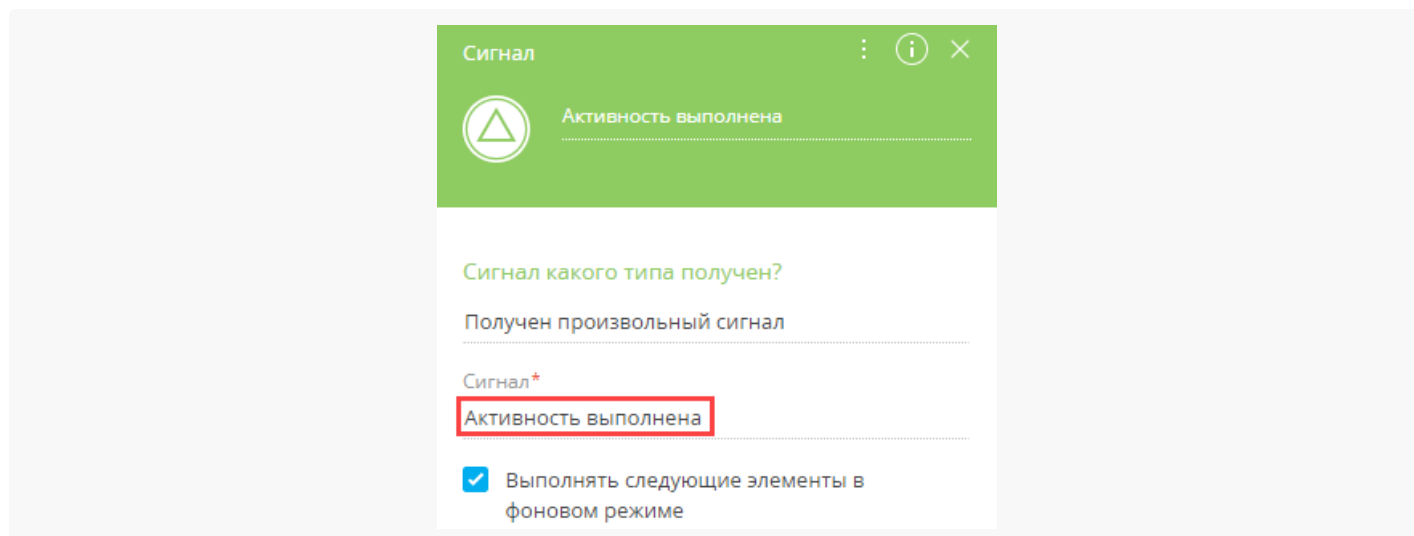 Сигнал
Активность выполнена
Сигнал какого типа получен?
Получен произвольный сигнал
Сигнал*
Активность выполнена
Выполнять следующие элементы в
фоновом режиме